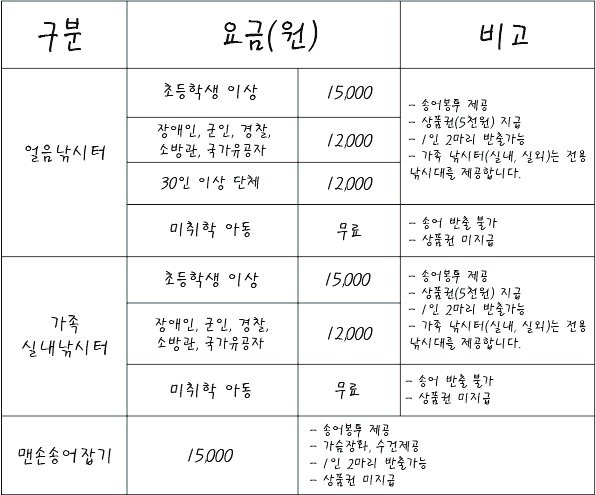 구분 요금(원) 비고
얼음낚시터
초등학생 이상 15,000
장애인, 군인, 경찰,
소방관, 국가유공자
12,000
30인 이상 단체 12,000
- 송어봉투 제공
- 상품권(5천원) 지급
- 1인 2마리 반출가능
- 가족 낚시터(실내, 실외)는 전용
낚시대를 제공합니다.
미취학 아동 무료
- 송어 반출 불가
- 상품권 미지급
가족
실내낚시터
초등학생 이상 15,000
장애인, 군인, 경찰,
소방관, 국가유공자
12,000
- 송어봉투 제공
- 상품권(5천원) 지급
- 1인 2마리 반출가능
- 가족 낚시터(실내, 실외)는 전용
낚시대를 제공합니다.
미취학 아동 무료
- 송어 반출 불가
- 상품권 미지급
맨손송어잡기 15,000
- 송어봉투 제공
- 가슴장화, 수건제공
- 1인 2마리 반출가능
- 상품권 미지급